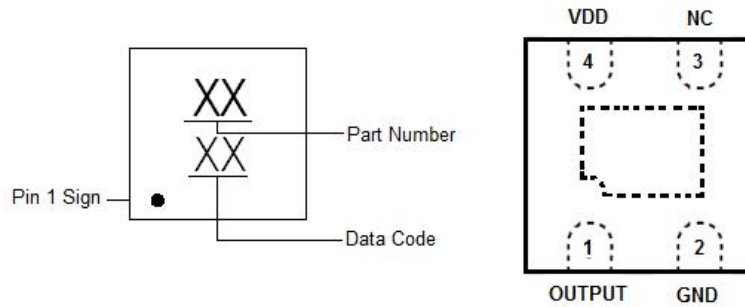 XX
XX
Part Number
Pin 1 Sign
Data Code
VDD NC
4 3
1 2
OUTPUT GND